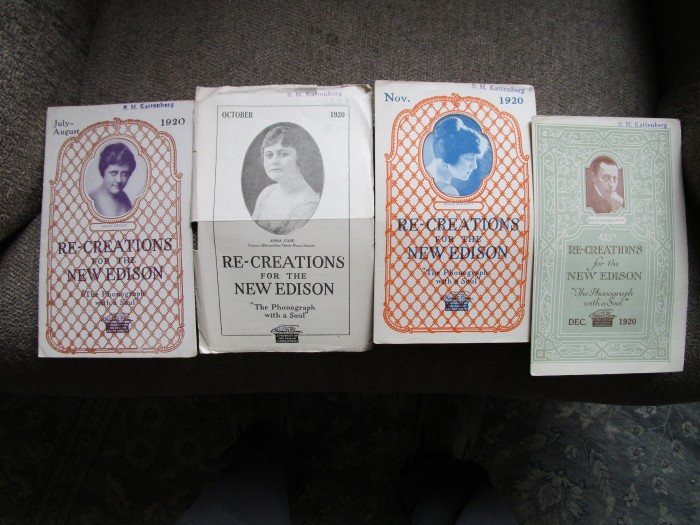 B. M. Kattenberg
July-
August
1920
RE-CREATIONS
FOR THE
NEW EDISON
"The Phonograph
with a Soul"
B. M. Kattenberg
OCTOBER
1920
ANNA CASE
RE-CREATIONS
FOR THE
NEW EDISON
"The Phonograph
with a Soul"
B. M. Kattenberg
Nov.
1920
RE-CREATIONS
FOR THE
NEW EDISON
"The Phonograph
with a Soul"
B. M. Kattenberg
RE-CREATIONS
for the
NEW EDISON
"The Phonograph
with a Soul"
DEC. 1920